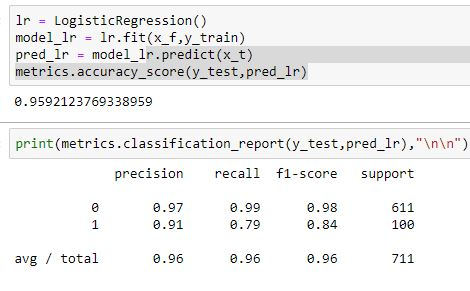 lr = LogisticRegression()
model_lr = lr.fit(x_f,y_train)
pred_lr = model_lr.predict(x_t)
metrics.accuracy_score(y_test,pred_lr)
0.9592123769338959
print(metrics.classification_report(y_test,pred_lr),"\n\n")
precision recall f1-score support
0 0.97 0.99 0.98 611
1 0.91 0.79 0.84 100
avg / total 0.96 0.96 0.96 711